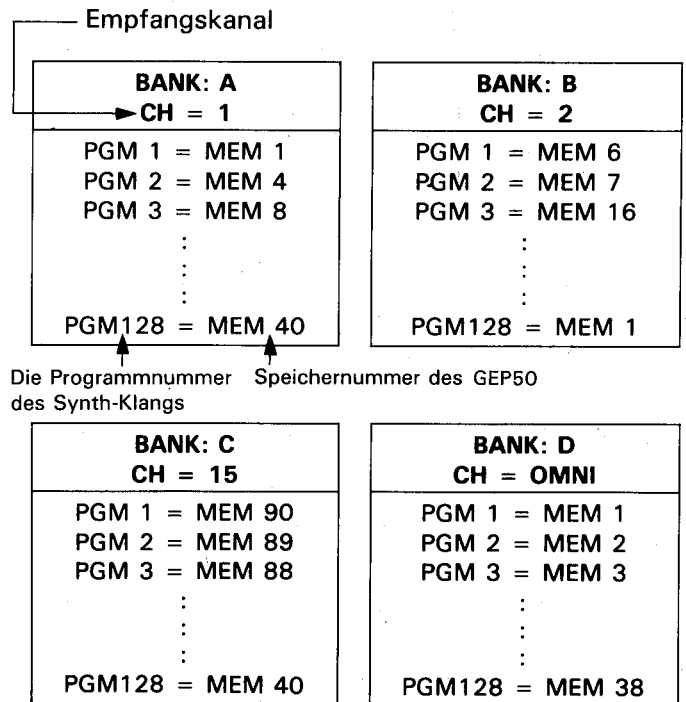 Empfangskanal
BANK: A
CH = 1
PGM 1 = MEM 1
PGM 2 = MEM 4
PGM 3 = MEM 8
PGM128 = MEM 40
BANK: B
CH = 2
PGM 1 = MEM 6
PGM 2 = MEM 7
PGM 3 = MEM 16
PGM128 = MEM 1
Die Programmnummer
des Synth-Klangs
Speichernummer des GEP50
BANK: C
CH = 15
PGM 1 = MEM 90
PGM 2 = MEM 89
PGM 3 = MEM 88
PGM128 = MEM 40
BANK: D
CH = OMNI
PGM 1 = MEM 1
PGM 2 = MEM 2
PGM 3 = MEM 3
PGM128 = MEM 38